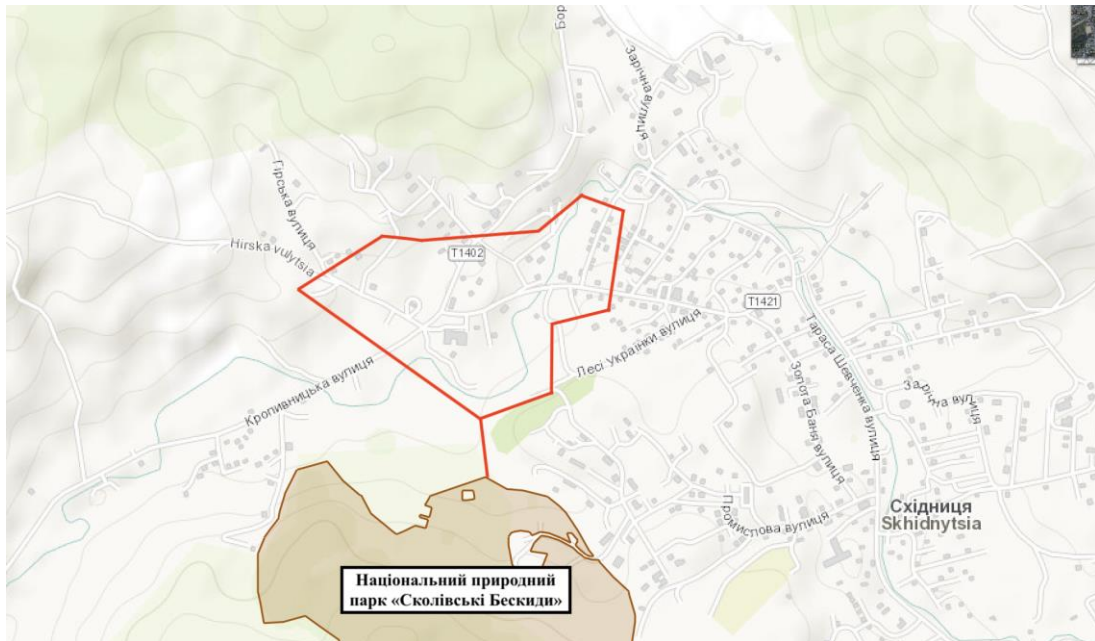 Бор
Зарічна вулиця
Гірська вулиця
Hirska vulytsia
T1402
T1421
Лесі Українки вулиця
Тараса Шевченка вулиця
Кропивницька вулиця
Золота Баня вулиця
Зарічна вулиця
Промислова вулиця
Східниця
Skhidnytsia
Національний природний
парк «Сколівські Бескиди»